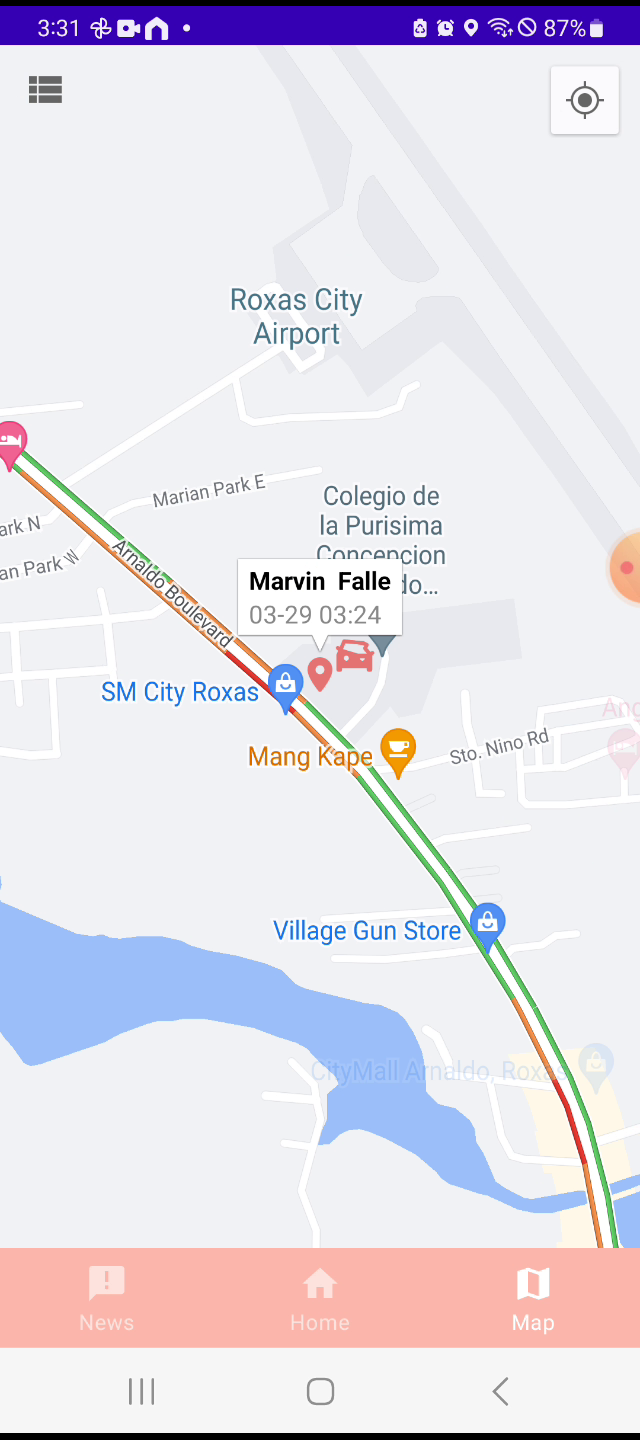 3:31
87%
Roxas City
Airport
Marian Park E
ark N
an Park W
Arnaldo Boulevard
Colegio de
la Purisima
Concepcion
do...
Marvin Falle
03-29 03:24
SM City Roxas
Mang Kape
Sto. Nino Rd
Ang
Village Gun Store
CityMall Arnaldo, Roxas
News
Home
Map